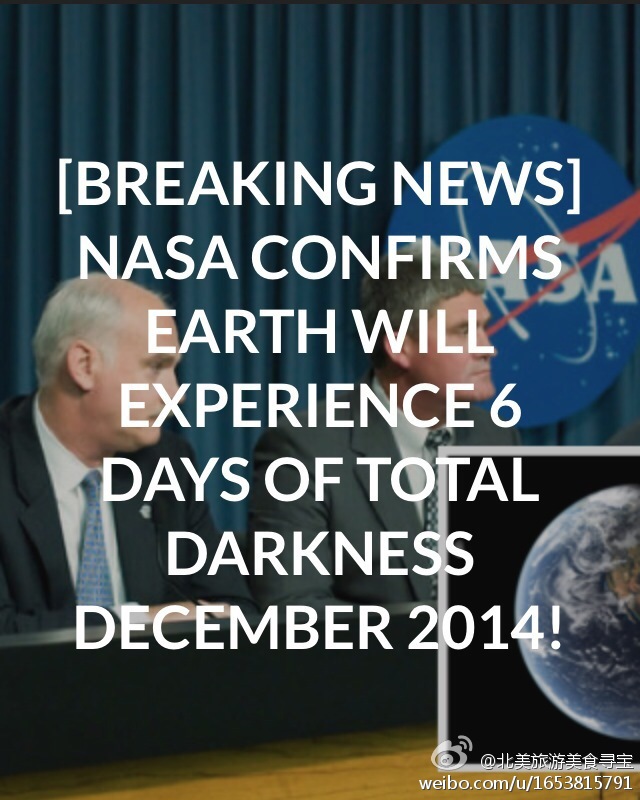 [BREAKING NEWS]
NASA CONFIRMS
EARTH WILL
EXPERIENCE 6
DAYS OF TOTAL
DARKNESS
DECEMBER 2014!
NASA
@北美旅游美食寻宝
weibo.com/u/1653815791